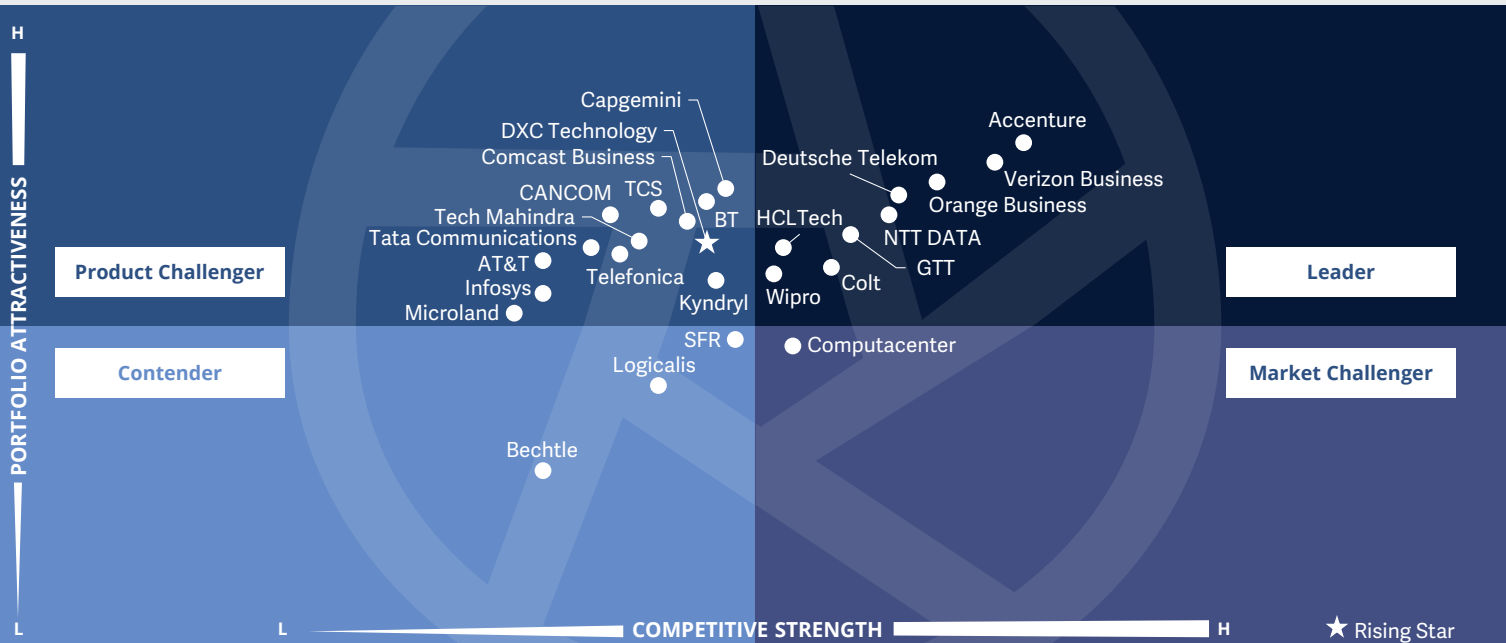 H
Capgemini
Accenture
DXC Technology
Comcast Business
Deutsche Telekom
Verizon Business
CANCOM
TCS
Orange Business
Tech Mahindra
BT
HCLTech
Tata Communications
NTT DATA
AT&T
Telefonica
GTT
Product Challenger
Leader
Infosys
Colt
Kyndryl
Wipro
Microland
SFR
Computacenter
Logicalis
Contender
Market Challenger
PORTFOLIO ATTRACTIVENESS
Bechtle
L
L
COMPETITIVE STRENGTH
H
Rising Star